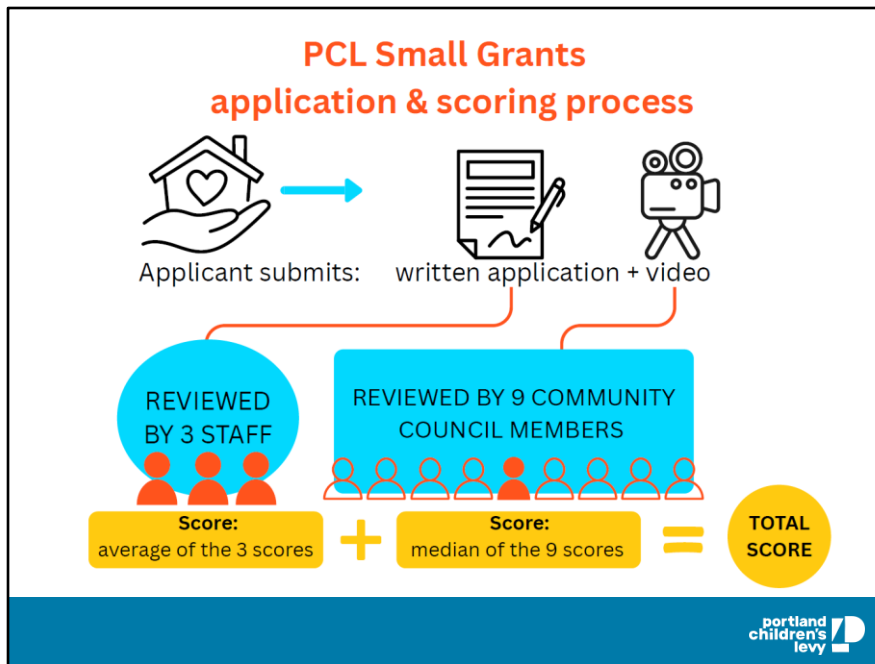 PCL Small Grants
application & scoring process
Applicant submits: written application + video
REVIEWED
BY 3 STAFF
REVIEWED BY 9 COMMUNITY
COUNCIL MEMBERS
Score:
average of the 3 scores
+
Score:
median of the 9 scores
=
TOTAL
SCORE
portland
children's
levy